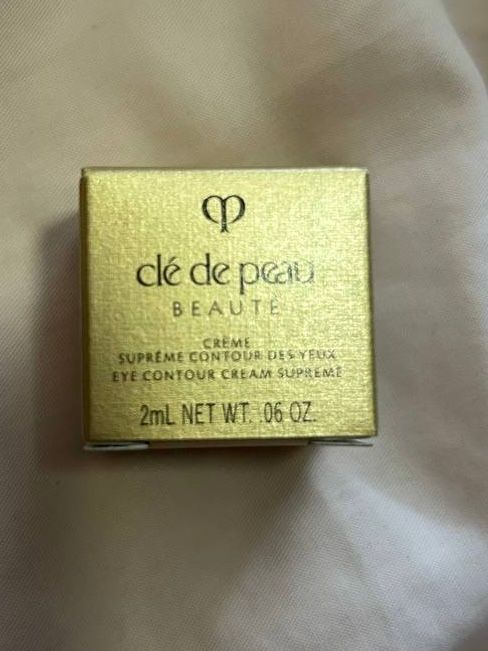 clé de peau
BEAUTÉ
CRÈME
SUPRÊME CONTOUR DES YEUX
EYE CONTOUR CREAM SUPREME
2mL NET WT. .06 OZ.